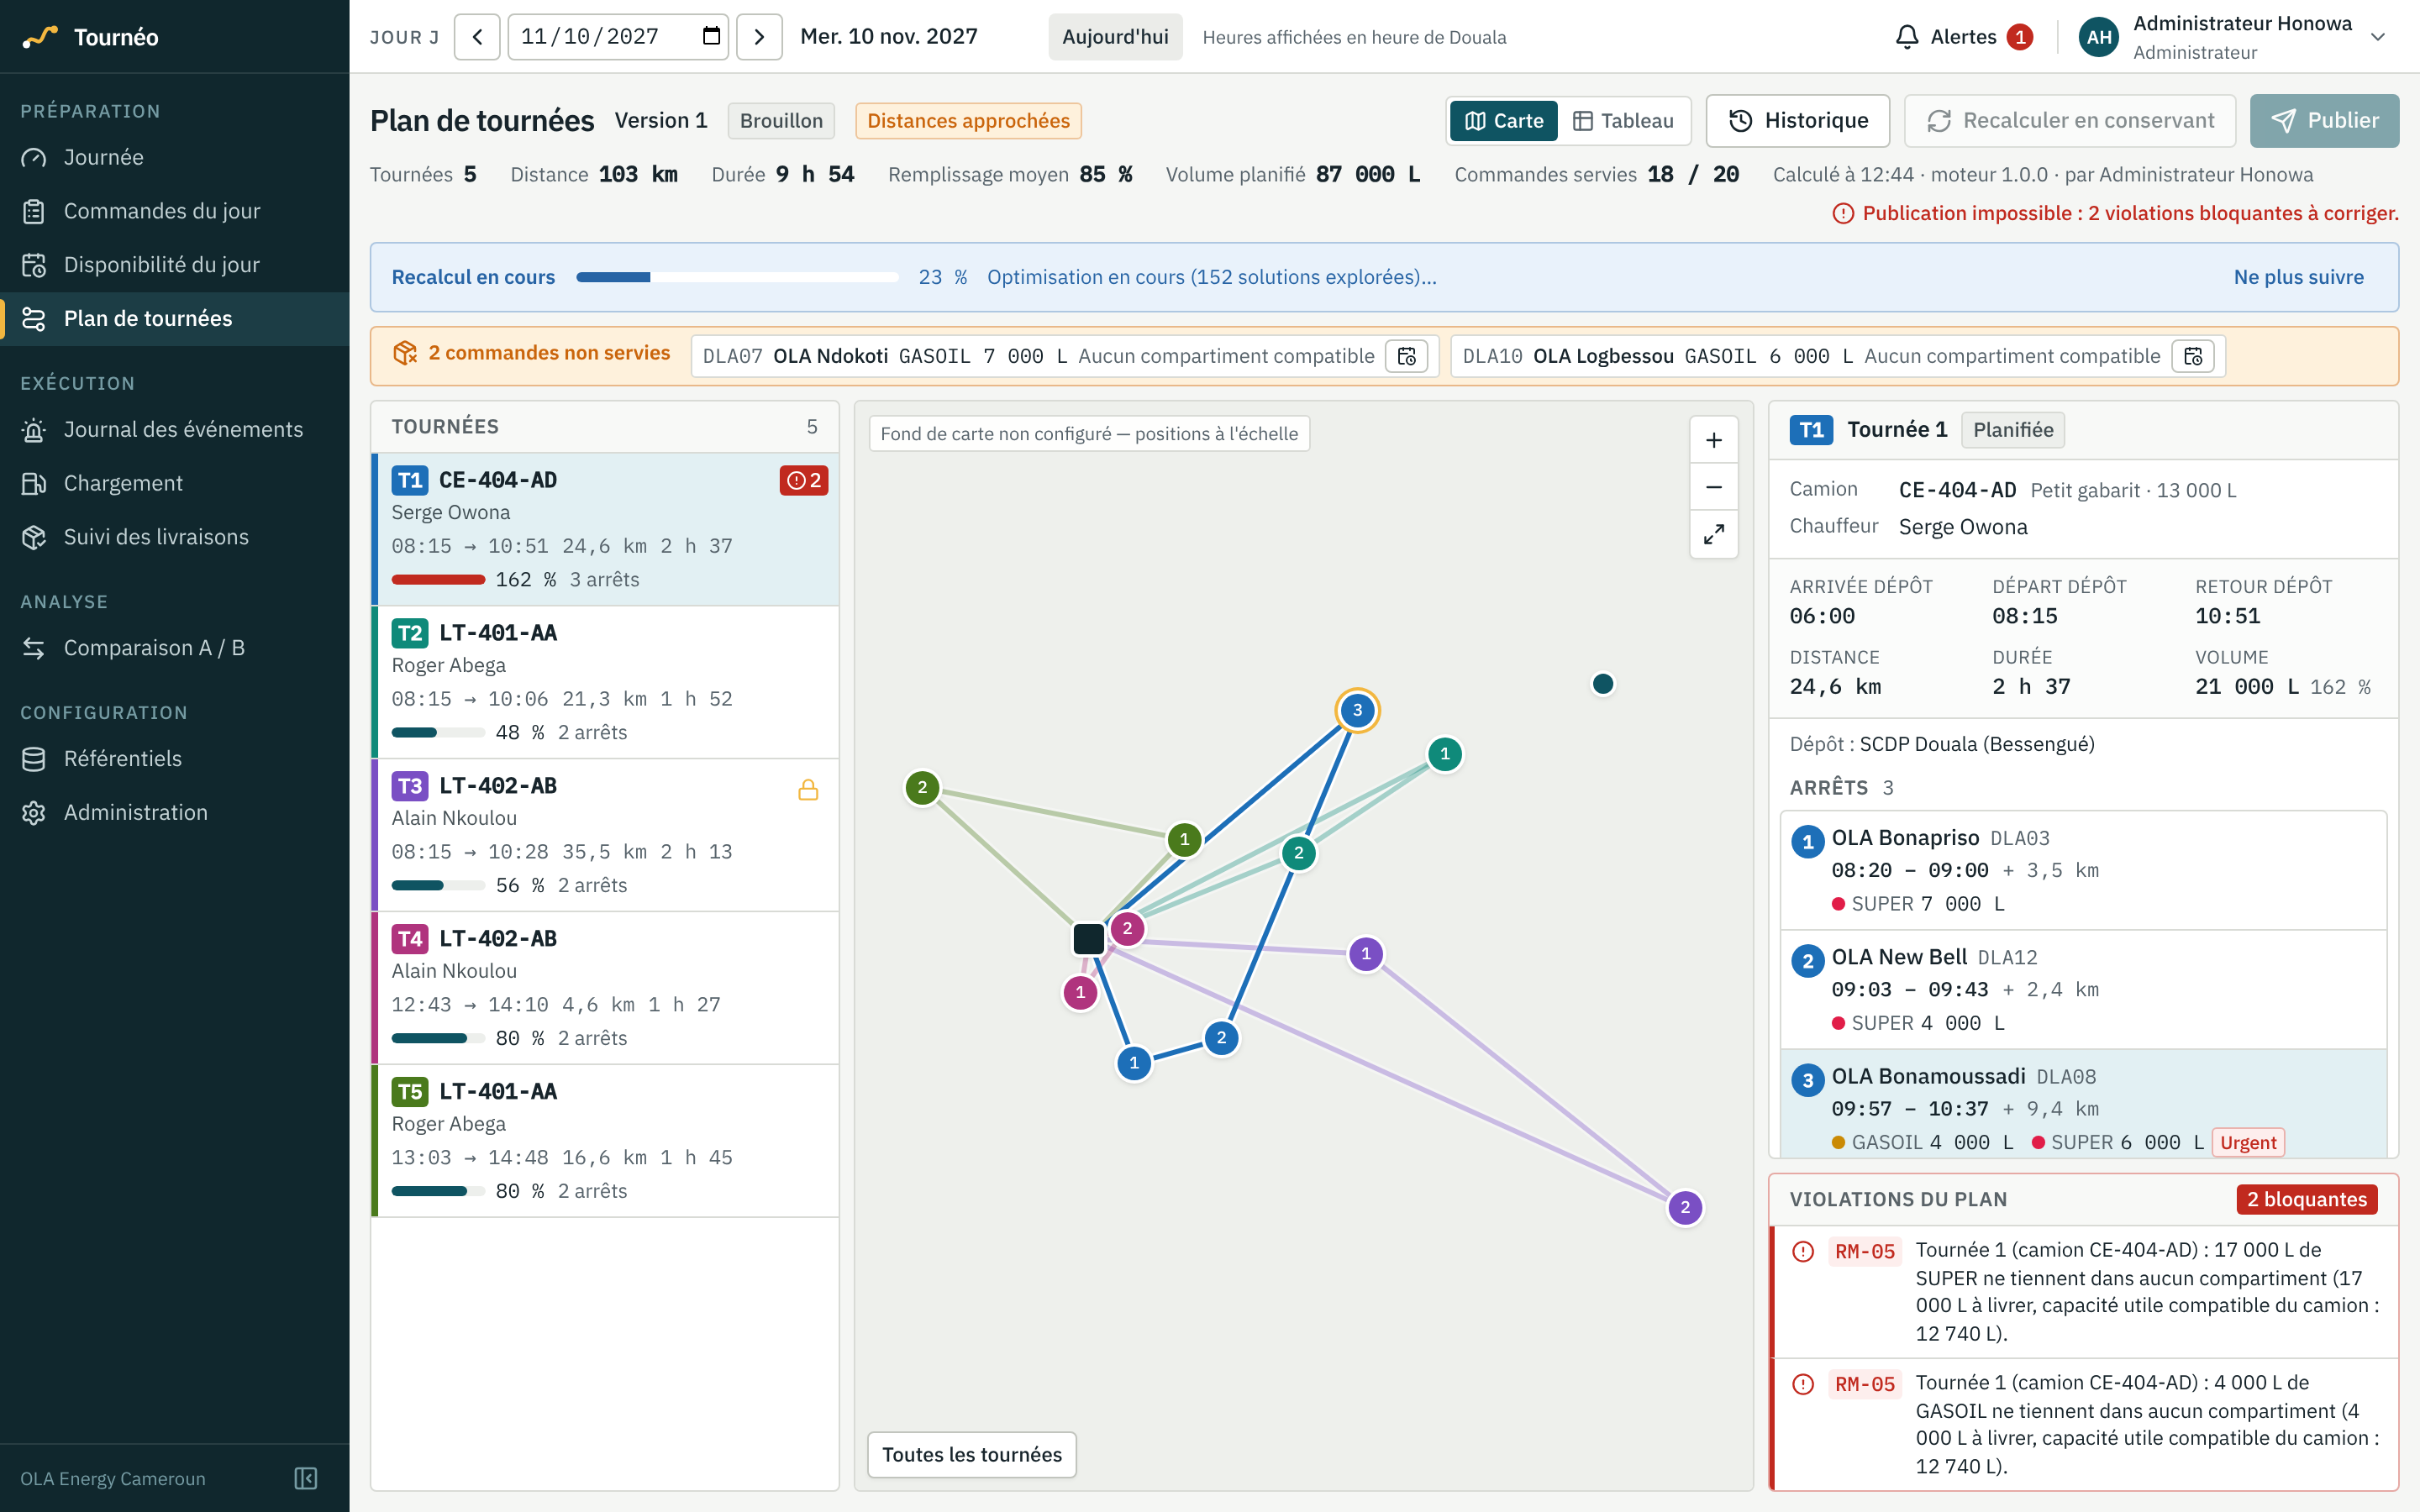 Tournéo
JOUR J
11/10/2027
Mer. 10 nov. 2027
Aujourd'hui
Heures affichées en heure de Douala
Alertes 1
AH
Administrateur Honowa
Administrateur
PRÉPARATION
Journée
Commandes du jour
Disponibilité du jour
Plan de tournées
EXÉCUTION
Journal des événements
Chargement
Suivi des livraisons
ANALYSE
Comparaison A / B
CONFIGURATION
Référentiels
Administration
OLA Energy Cameroun
Plan de tournées
Version 1
Brouillon
Distances approchées
Carte
Tableau
Historique
Recalculer en conservant
Publier
Tournées 5
Distance 103 km
Durée 9 h 54
Remplissage moyen 85 %
Volume planifié 87 000 L
Commandes servies 18 / 20
Calculé à 12:44 · moteur 1.0.0 · par Administrateur Honowa
Publication impossible : 2 violations bloquantes à corriger.
Recalcul en cours
23 %
Optimisation en cours (152 solutions explorées)…
Ne plus suivre
2 commandes non servies
DLA07 OLA Ndokoti GASOIL 7 000 L Aucun compartiment compatible
DLA10 OLA Logbessou GASOIL 6 000 L Aucun compartiment compatible
TOURNÉES 5
T1 CE-404-AD 2
Serge Owona
08:15 → 10:51 24,6 km 2 h 37
162 % 3 arrêts
T2 LT-401-AA
Roger Abega
08:15 → 10:06 21,3 km 1 h 52
48 % 2 arrêts
T3 LT-402-AB
Alain Nkoulou
08:15 → 10:28 35,5 km 2 h 13
56 % 2 arrêts
T4 LT-402-AB
Alain Nkoulou
12:43 → 14:10 4,6 km 1 h 27
80 % 2 arrêts
T5 LT-401-AA
Roger Abega
13:03 → 14:48 16,6 km 1 h 45
80 % 2 arrêts
Fond de carte non configuré — positions à l'échelle
+
−
3
1
2
1
2
2
1
1
2
1
2
Toutes les tournées
T1 Tournée 1 Planifiée
Camion CE-404-AD Petit gabarit · 13 000 L
Chauffeur Serge Owona
ARRIVÉE DÉPÔT
06:00
DÉPART DÉPÔT
08:15
RETOUR DÉPÔT
10:51
DISTANCE
24,6 km
DURÉE
2 h 37
VOLUME
21 000 L 162 %
Dépôt : SCDP Douala (Bessengué)
ARRÊTS 3
1 OLA Bonapriso DLA03
08:20 – 09:00 + 3,5 km
SUPER 7 000 L
2 OLA New Bell DLA12
09:03 – 09:43 + 2,4 km
SUPER 4 000 L
3 OLA Bonamoussadi DLA08
09:57 – 10:37 + 9,4 km
GASOIL 4 000 L SUPER 6 000 L Urgent
VIOLATIONS DU PLAN
2 bloquantes
RM-05 Tournée 1 (camion CE-404-AD) : 17 000 L de
SUPER ne tiennent dans aucun compartiment (17
000 L à livrer, capacité utile compatible du camion :
12 740 L).
RM-05 Tournée 1 (camion CE-404-AD) : 4 000 L de
GASOIL ne tiennent dans aucun compartiment (4
000 L à livrer, capacité utile compatible du camion :
12 740 L).